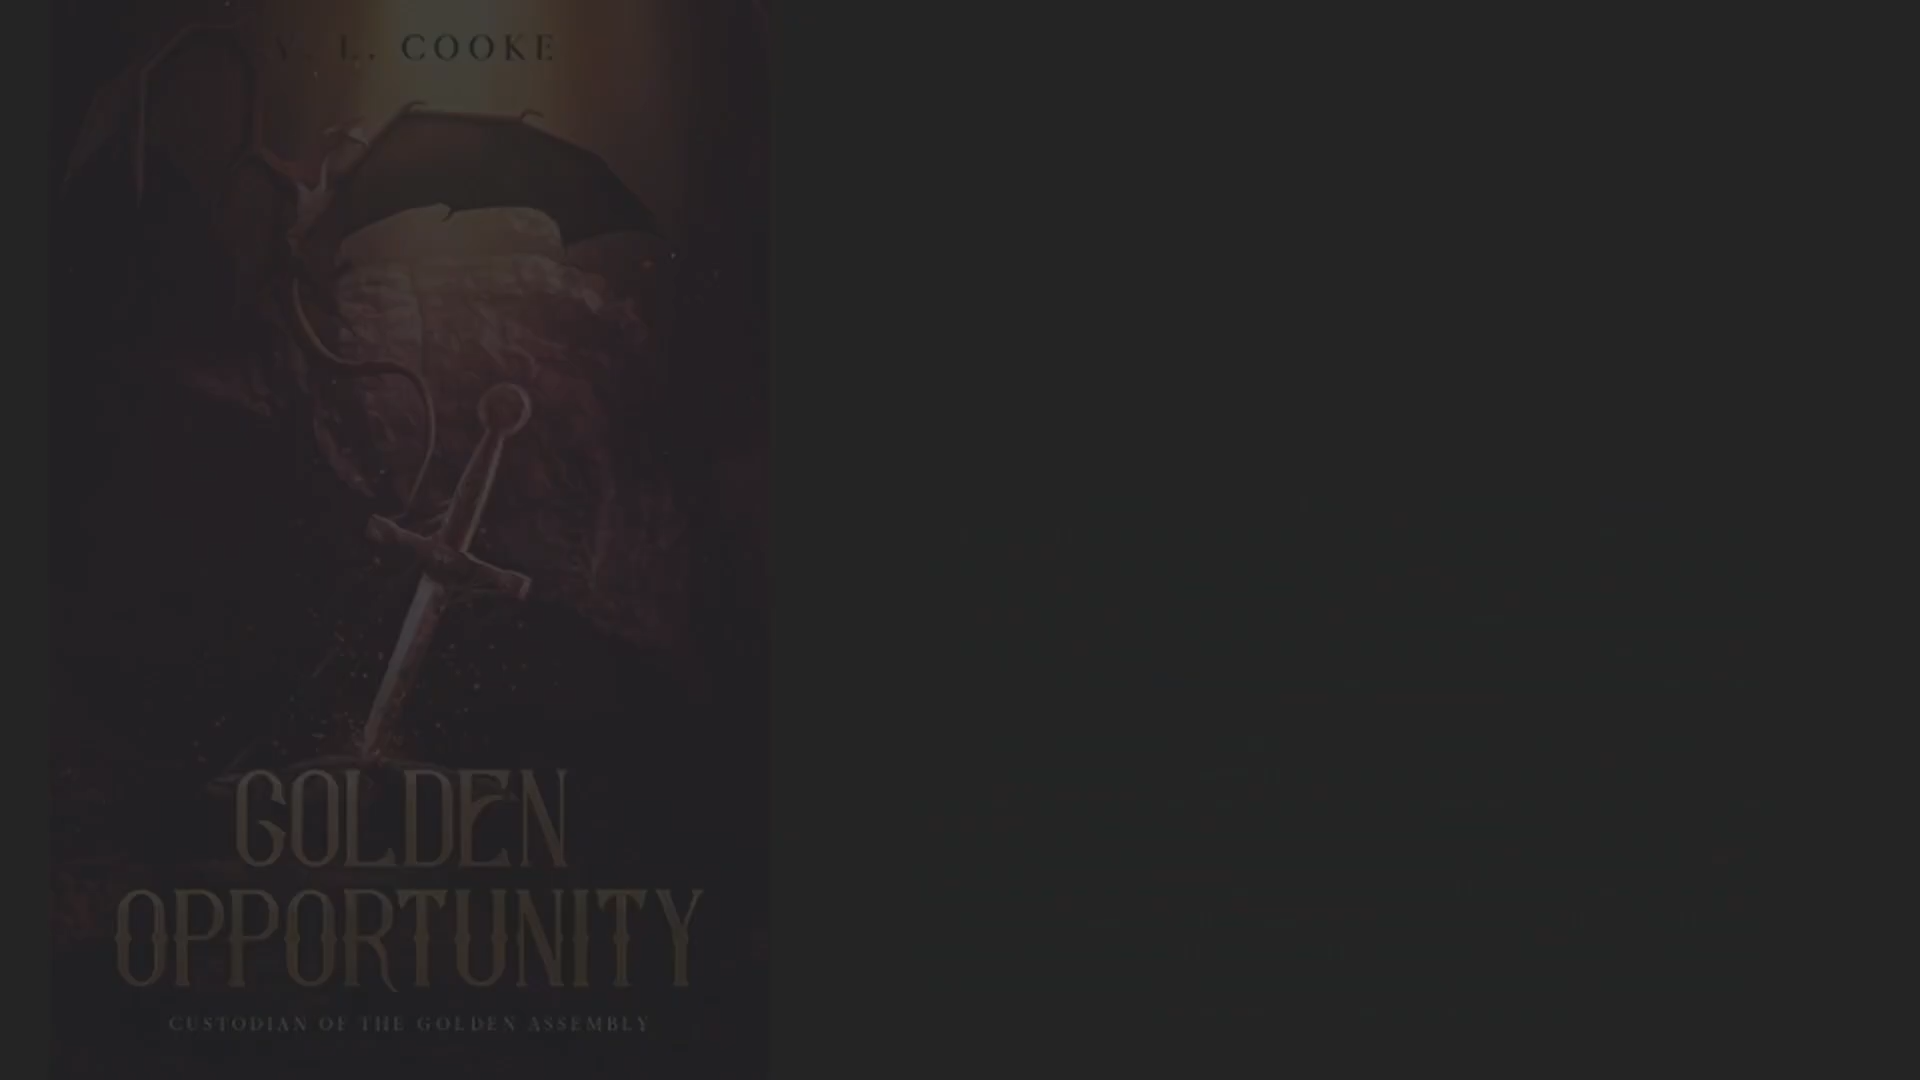 L. COOKE
GOLDEN
OPPORTUNITY
CUSTODIAN OF THE GOLDEN ASSEMBLY